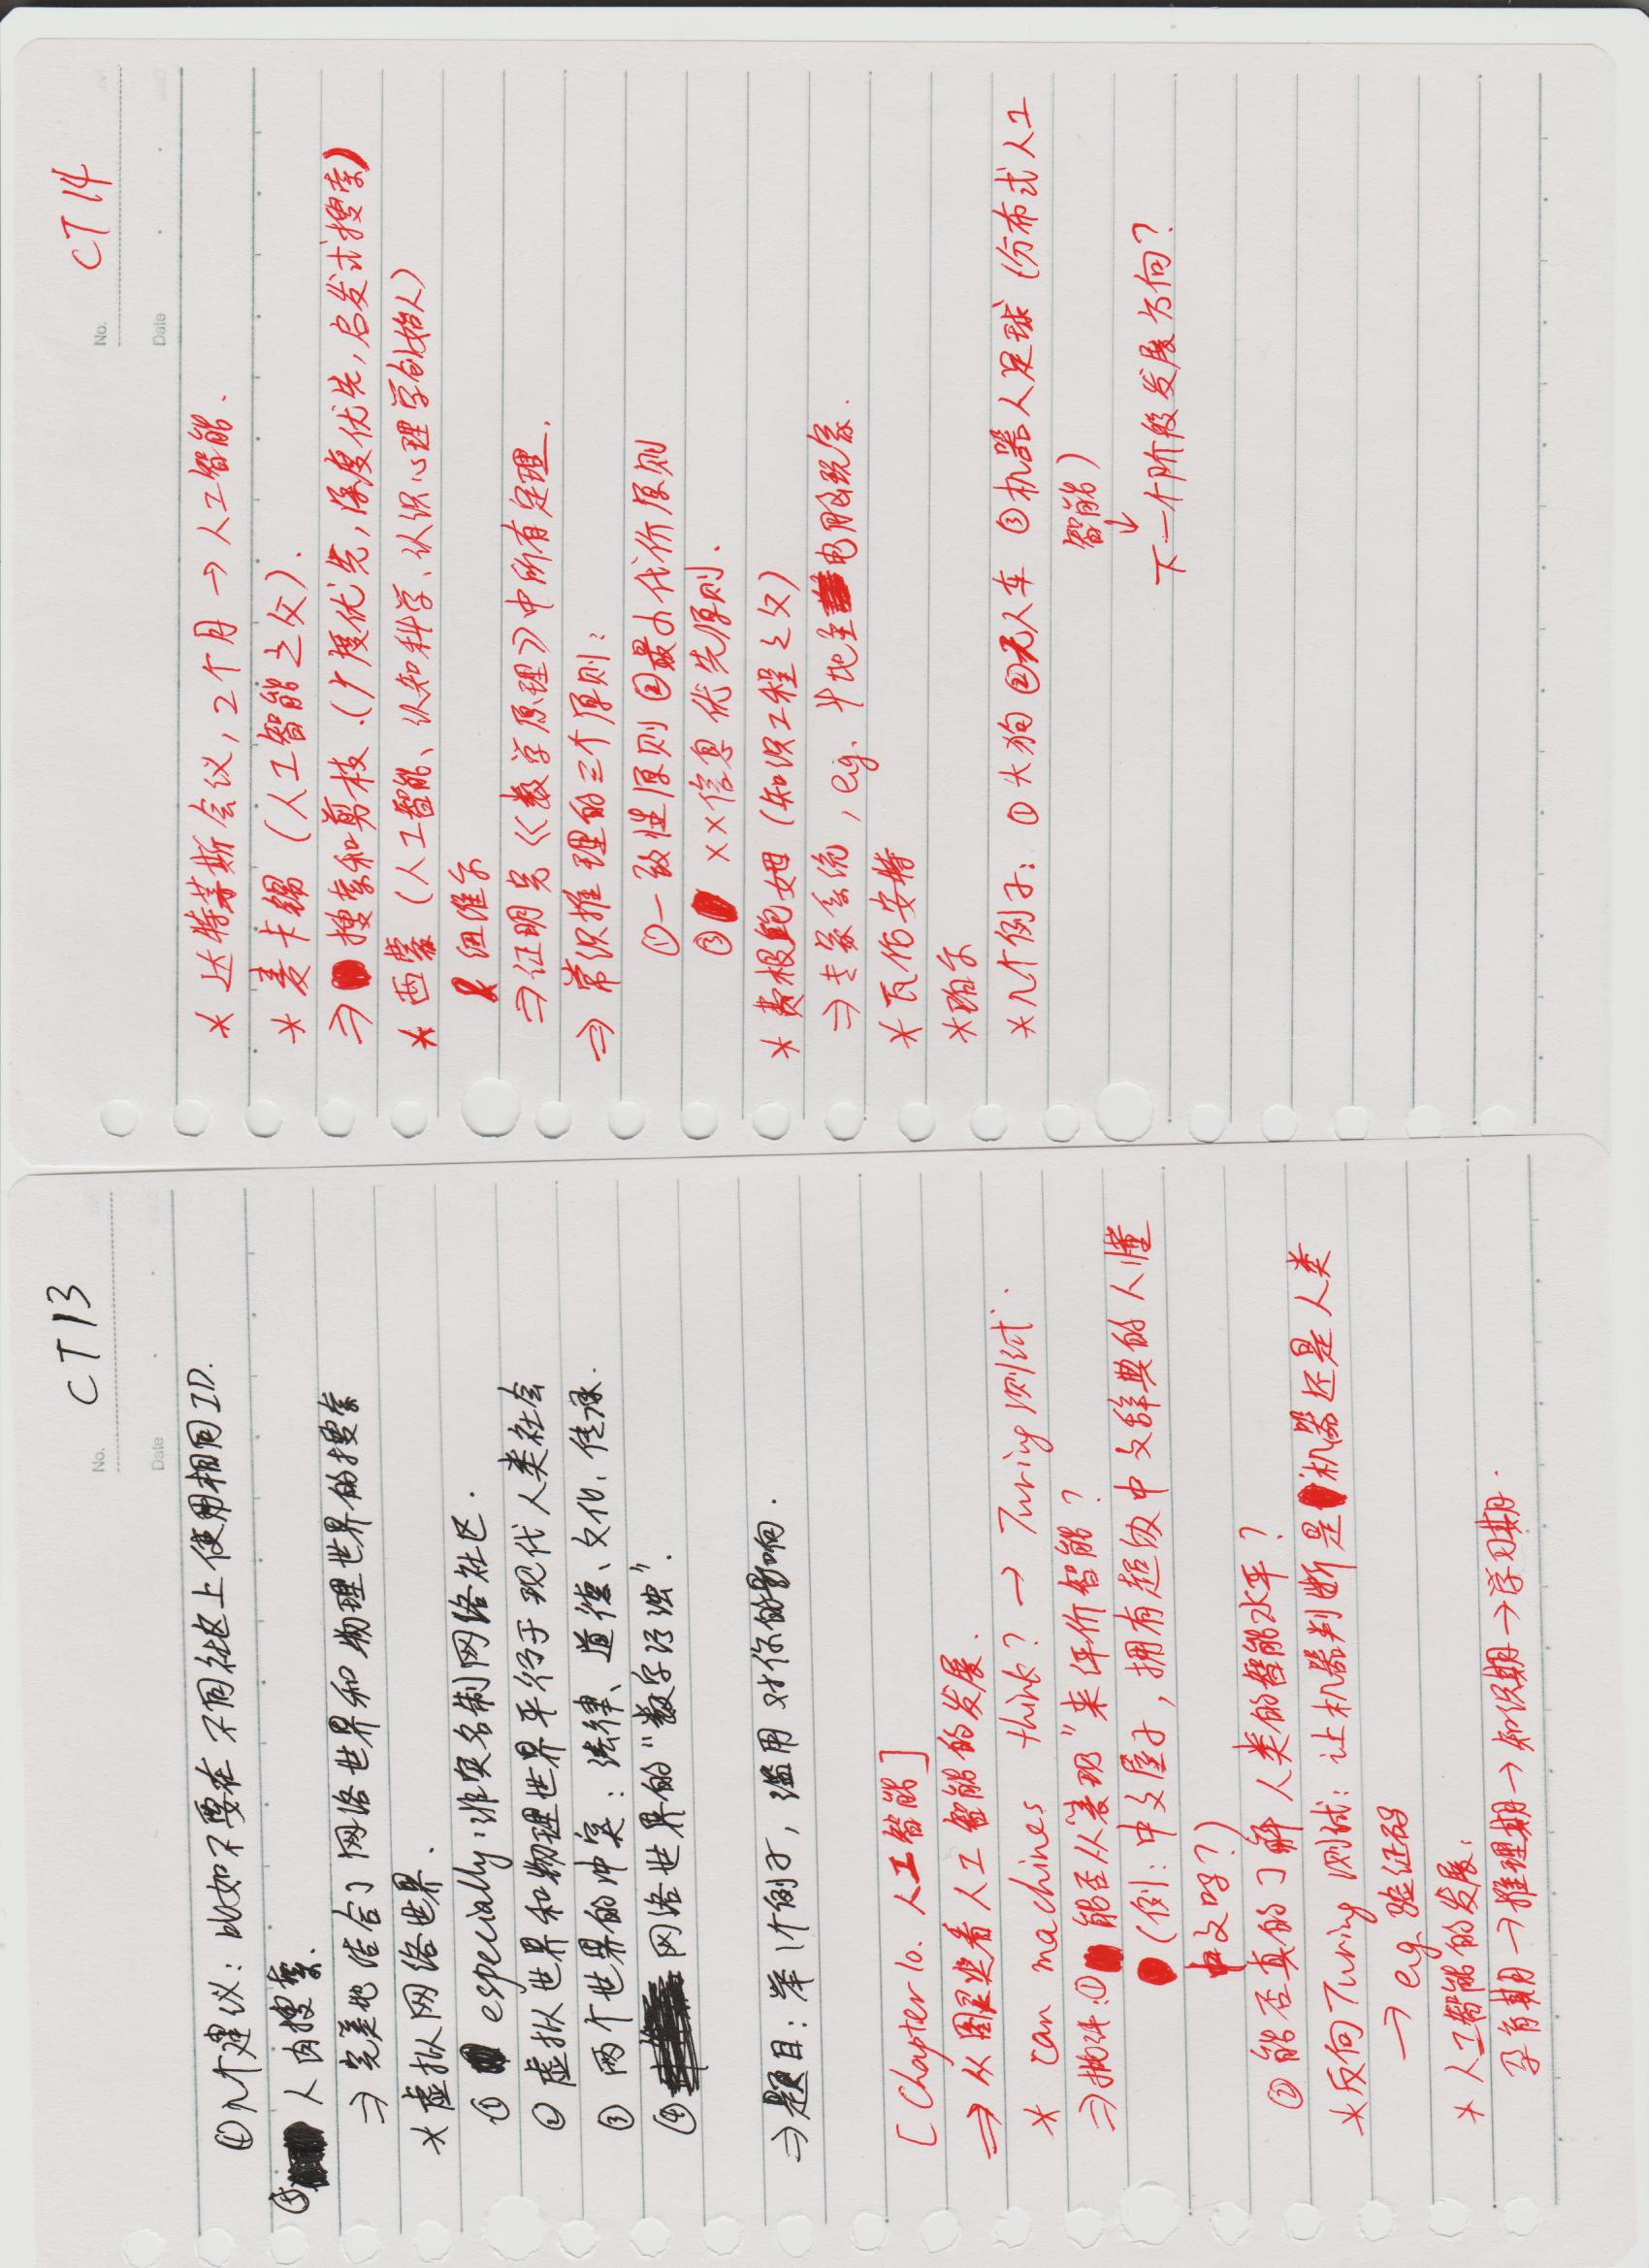 No. CT13
Date
④几个建议：比如不要在不同社区上使用相同ID.
⑤ 人肉搜索.
⇒ 完美地结合了网络世界和物理世界的搜索
* 虚拟网络世界.
① especially：非实名制网络社区.
② 虚拟世界和物理世界平行于现代人类社会
③ 两个世界的冲突：法律、道德、文化、传承.
④ 网络世界的“数字污浊”.
⇒题目：举1个例子，滥用对你的影响.
[Chapter 10. 人工智能]
⇒ 从图灵奖看人工智能的发展.
* can machines think? → Turing测试.
⇒批评：① 能否从“表现”来评价智能？
(例：中文屋子，拥有超级中文辞典的人懂
中文吗？)
② 能否真的了解人类的智能水平？
*反向Turing测试：让机器判断是机器还是人类
→ e.g. 验证码
* 人工智能的发展.
孕育期→推理期→知识期→学习期.
No. CT14
Date
* 达特茅斯会议，2个月→人工智能.
* 麦卡锡（人工智能之父）.
⇒ 搜索和剪枝.(广度优先，深度优先，启发式搜索)
* 西蒙（人工智能、认知科学、认识心理学创始人）
& 纽维尔
⇒证明完《数学原理》中所有定理.
⇒ 常识推理的三个原则：
①一致性原则 ②最小代价原则
③ ××信息优先原则.
* 费根鲍姆（知识工程之父）
⇒专家系统，e.g. 斗地主电脑玩家.
* 瓦伦安特
*珀尔
*几个例子：①大狗 ②无人车 ③机器人足球（分布式人工
智能）
↓
下一个阶段发展方向？